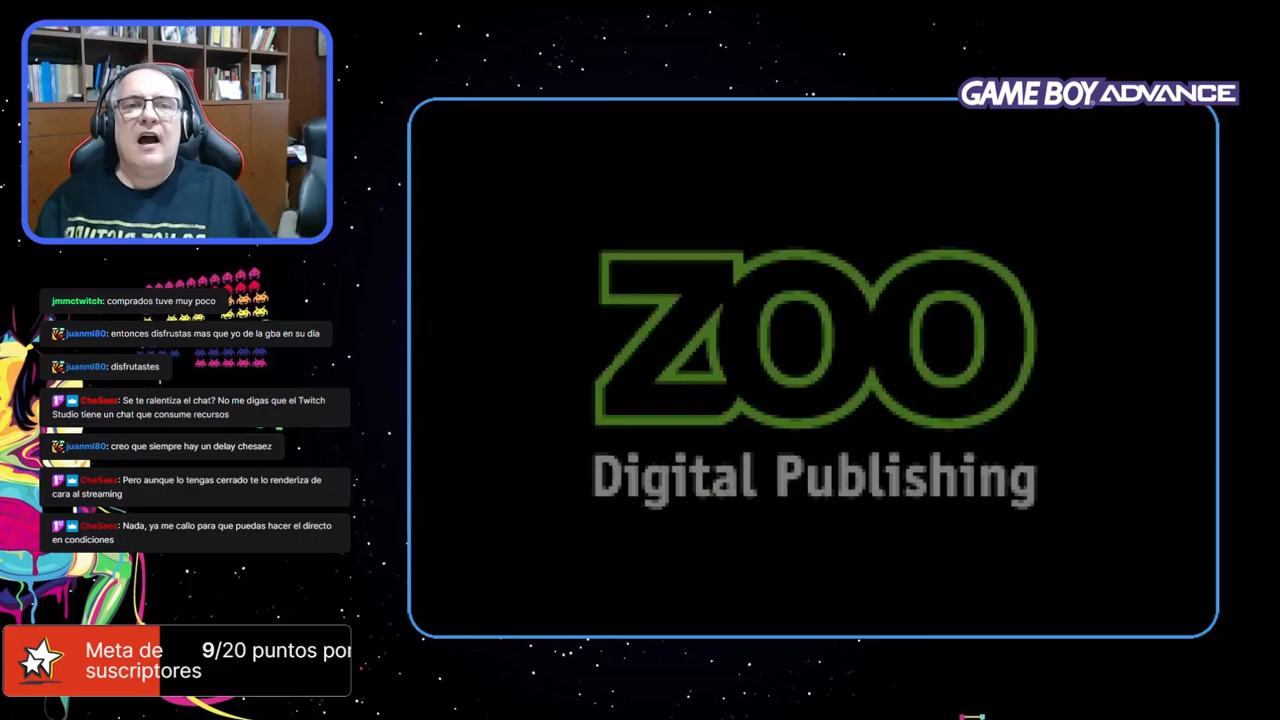 GAME BOY ADVANCE
ZOO
Digital Publishing
jmmctwitch: comprados tuve muy poco
juanml80: entonces disfrustas mas que yo de la gba en su dia
juanml80: disfrutastes
CheSaez: Se te ralentiza el chat? No me digas que el Twitch
Studio tiene un chat que consume recursos
juanml80: creo que siempre hay un delay chesaez
CheSaez: Pero aunque lo tengas cerrado te lo renderiza de
cara al streaming
CheSaez: Nada, ya me callo para que puedas hacer el directo
en condiciones
Meta de
suscriptores
9/20 puntos por